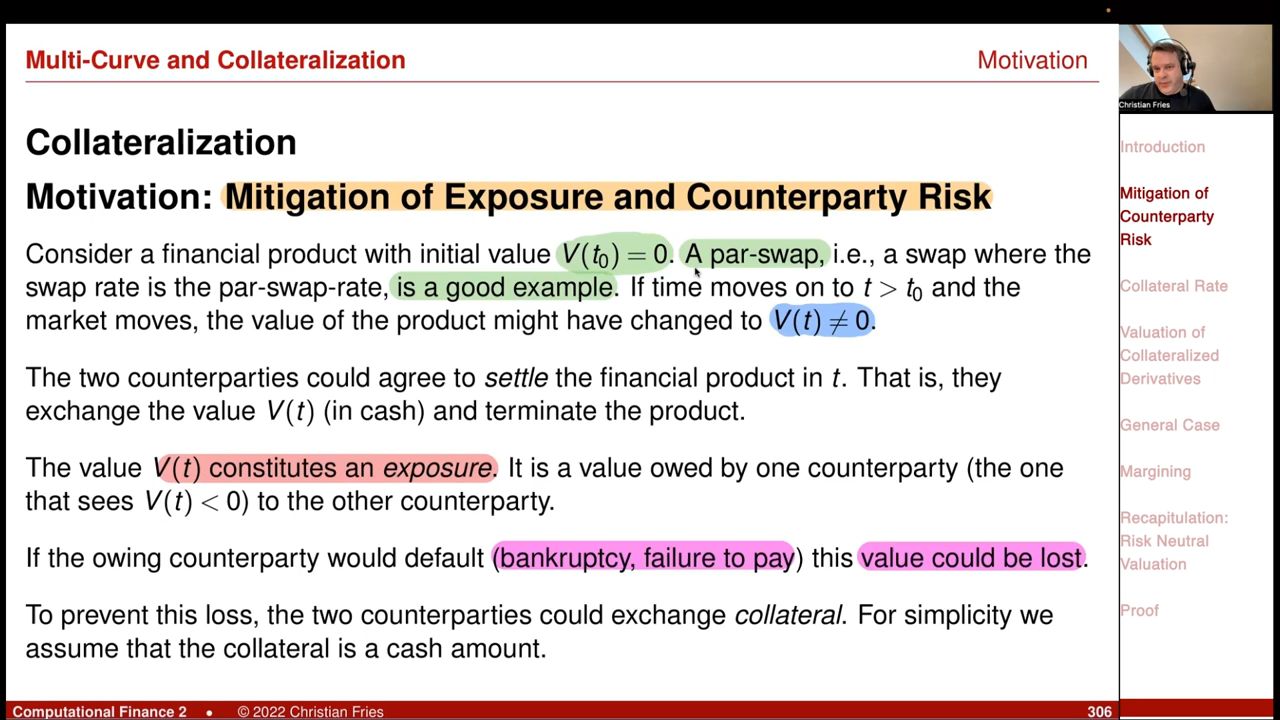 Multi-Curve and Collateralization
Motivation
Collateralization
Motivation: Mitigation of Exposure and Counterparty Risk
Consider a financial product with initial value V(t₀) = 0. A par-swap, i.e., a swap where the
swap rate is the par-swap-rate, is a good example. If time moves on to t > t₀ and the
market moves, the value of the product might have changed to V(t) ≠ 0.
The two counterparties could agree to settle the financial product in t. That is, they
exchange the value V(t) (in cash) and terminate the product.
The value V(t) constitutes an exposure. It is a value owed by one counterparty (the one
that sees V(t) < 0) to the other counterparty.
If the owing counterparty would default (bankruptcy, failure to pay) this value could be lost.
To prevent this loss, the two counterparties could exchange collateral. For simplicity we
assume that the collateral is a cash amount.
Computational Finance 2 • © 2022 Christian Fries
306
Christian Fries
Introduction
Mitigation of
Counterparty
Risk
Collateral Rate
Valuation of
Collateralized
Derivatives
General Case
Margining
Recapitulation:
Risk Neutral
Valuation
Proof